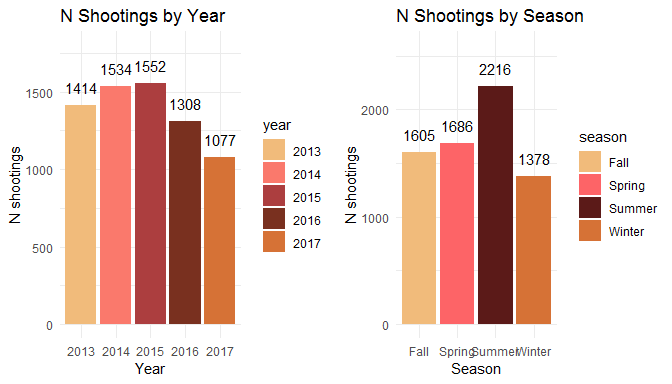 N Shootings by Year
N shootings
1500
1000
500
0
1414
1534
1552
1308
1077
2013 2014 2015 2016 2017
Year
year
2013
2014
2015
2016
2017
N Shootings by Season
N shootings
2000
1000
0
1605
1686
2216
1378
Fall Spring Summer Winter
Season
season
Fall
Spring
Summer
Winter